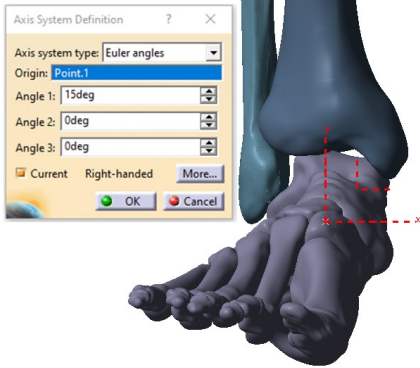 Axis System Definition ? ×
Axis system type: Euler angles
Origin: Point.1
Angle 1: 15deg
Angle 2: 0deg
Angle 3: 0deg
Current Right-handed More...
OK Cancel
x